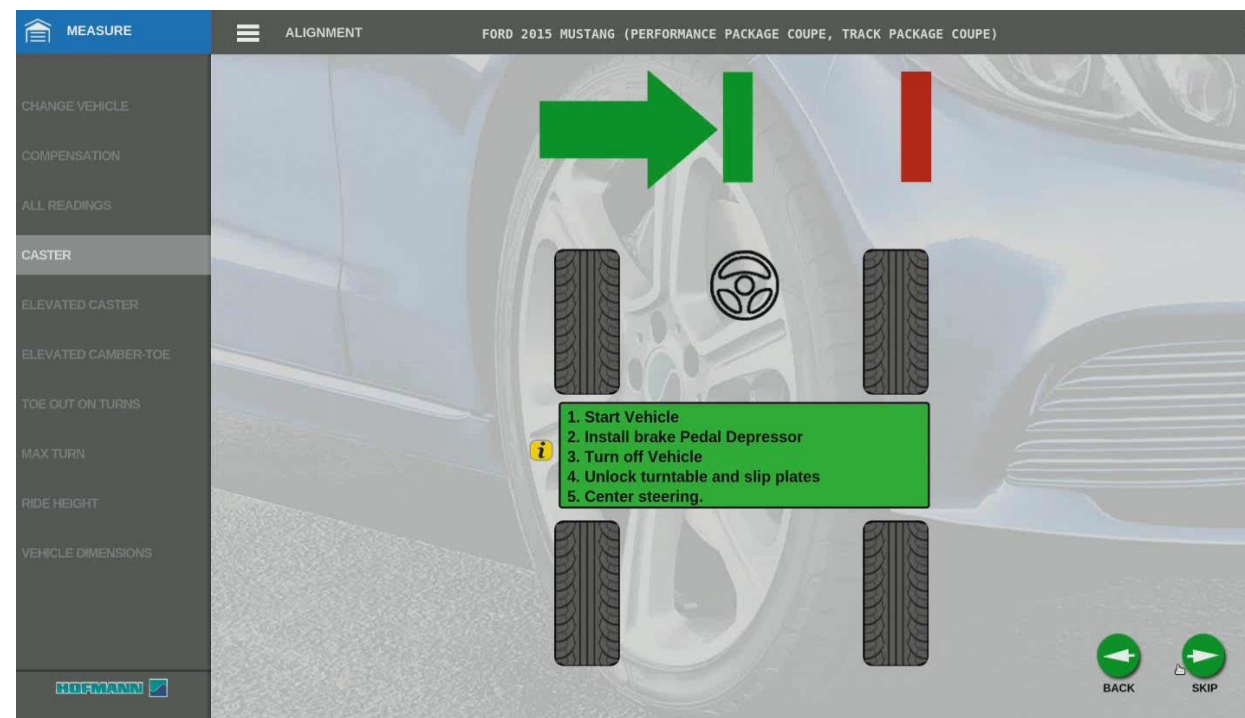 MEASURE
ALIGNMENT
FORD 2015 MUSTANG (PERFORMANCE PACKAGE COUPE, TRACK PACKAGE COUPE)
CHANGE VEHICLE
COMPENSATION
ALL READINGS
CASTER
ELEVATED CASTER
ELEVATED CAMBER-TOE
TOE OUT ON TURNS
MAX TURN
RIDE HEIGHT
VEHICLE DIMENSIONS
i
1. Start Vehicle
2. Install brake Pedal Depressor
3. Turn off Vehicle
4. Unlock turntable and slip plates
5. Center steering.
HOFMANN
BACK
SKIP